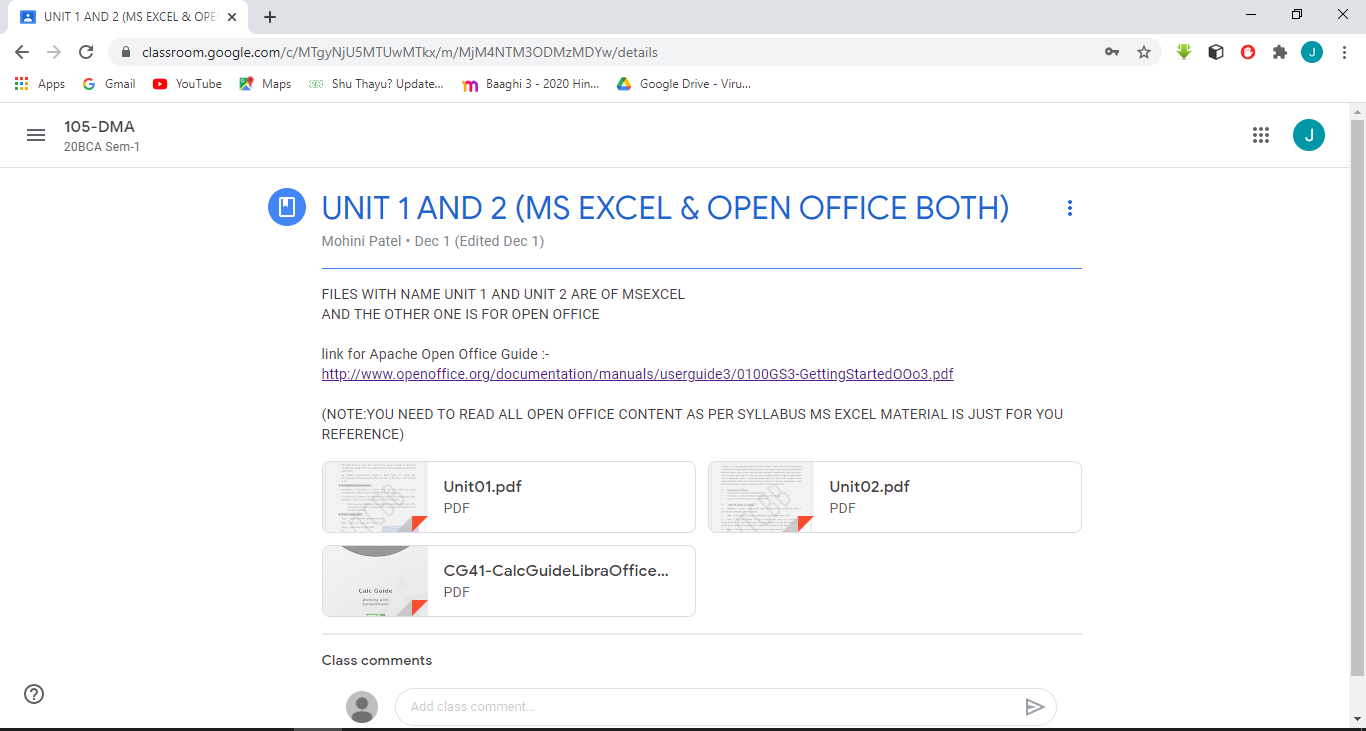 UNIT 1 AND 2 (MS EXCEL & OPE
classroom.google.com/c/MTgyNjU5MTUwMTkx/m/MjM4NTM3ODMzMDYw/details
J
Apps Gmail YouTube Maps Shu Thayu? Update... Baaghi 3 - 2020 Hin... Google Drive - Viru...
105-DMA
20BCA Sem-1
J
UNIT 1 AND 2 (MS EXCEL & OPEN OFFICE BOTH)
Mohini Patel • Dec 1 (Edited Dec 1)
FILES WITH NAME UNIT 1 AND UNIT 2 ARE OF MSEXCEL
AND THE OTHER ONE IS FOR OPEN OFFICE
link for Apache Open Office Guide :-
http://www.openoffice.org/documentation/manuals/userguide3/0100GS3-GettingStartedOOo3.pdf
(NOTE:YOU NEED TO READ ALL OPEN OFFICE CONTENT AS PER SYLLABUS MS EXCEL MATERIAL IS JUST FOR YOU
REFERENCE)
Unit01.pdf
PDF
Unit02.pdf
PDF
Calc Guide
Working with
Spreadsheets
CG41-CalcGuideLibraOffice...
PDF
Class comments
Add class comment...